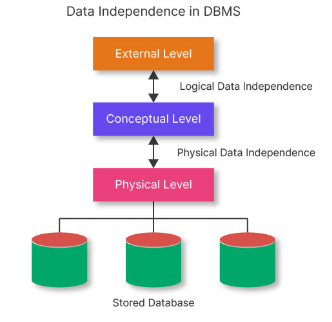 Data Independence in DBMS
External Level
Logical Data Independence
Conceptual Level
Physical Data Independence
Physical Level
Stored Database